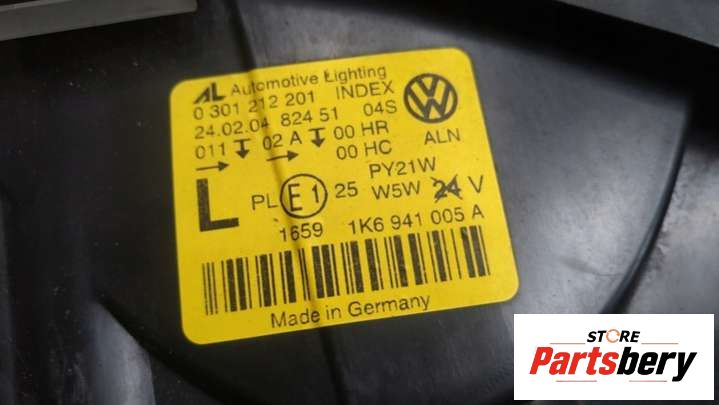 AL Automotive Lighting
0 301 212 201 INDEX
24.02.04 824 51 04S
011 02 A 00 HR
00 HC ALN
PY21W
L PL E1 25 W5W 24 V
1659 1K6 941 005 A
Made in Germany
STORE
Partsbery